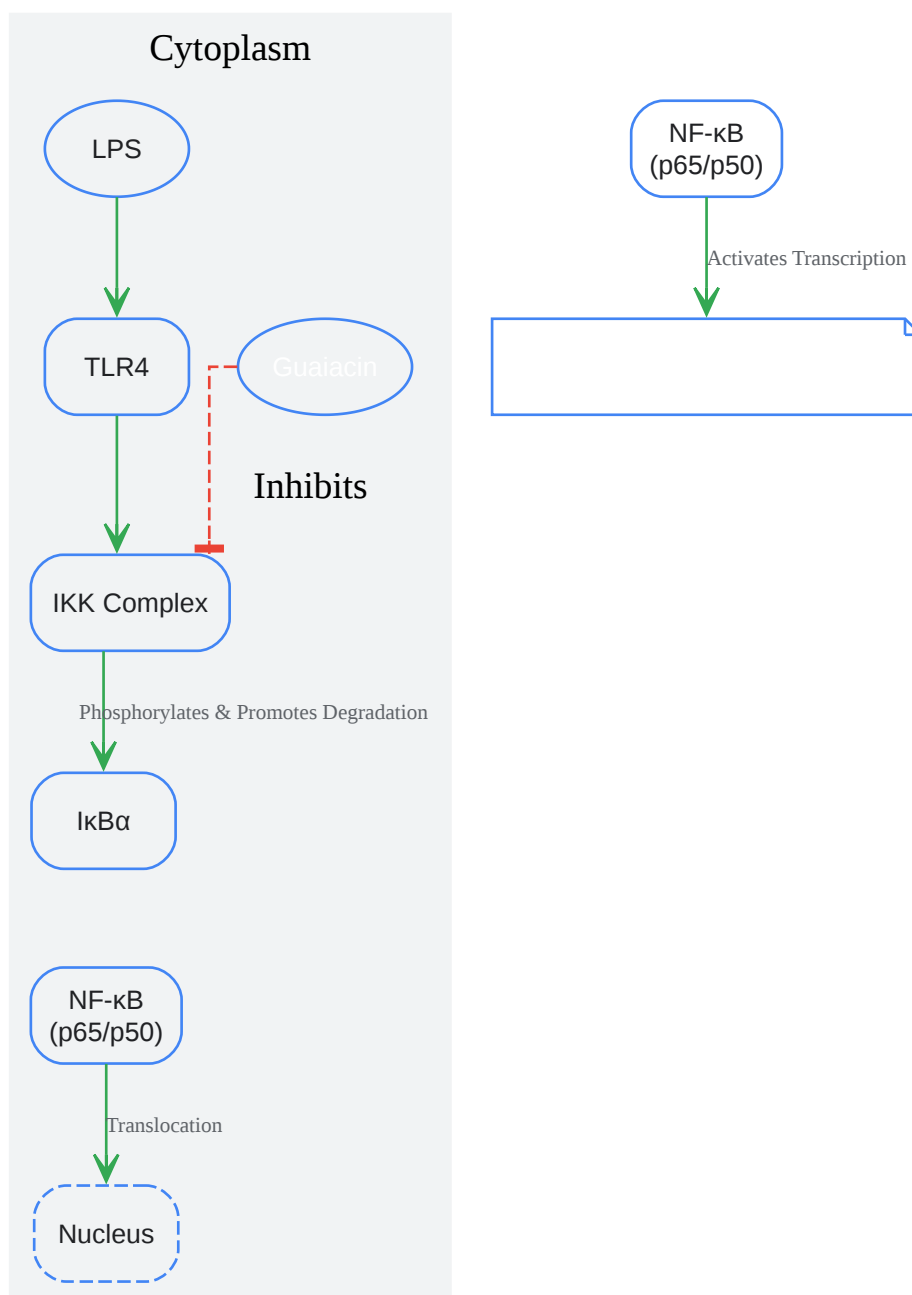 Cytoplasm
LPS
TLR4
Guaiacin
Inhibits
IKK Complex
Phosphorylates & Promotes Degradation
IκBα
NF-κB
(p65/p50)
Translocation
Nucleus
NF-κB
(p65/p50)
Activates Transcription